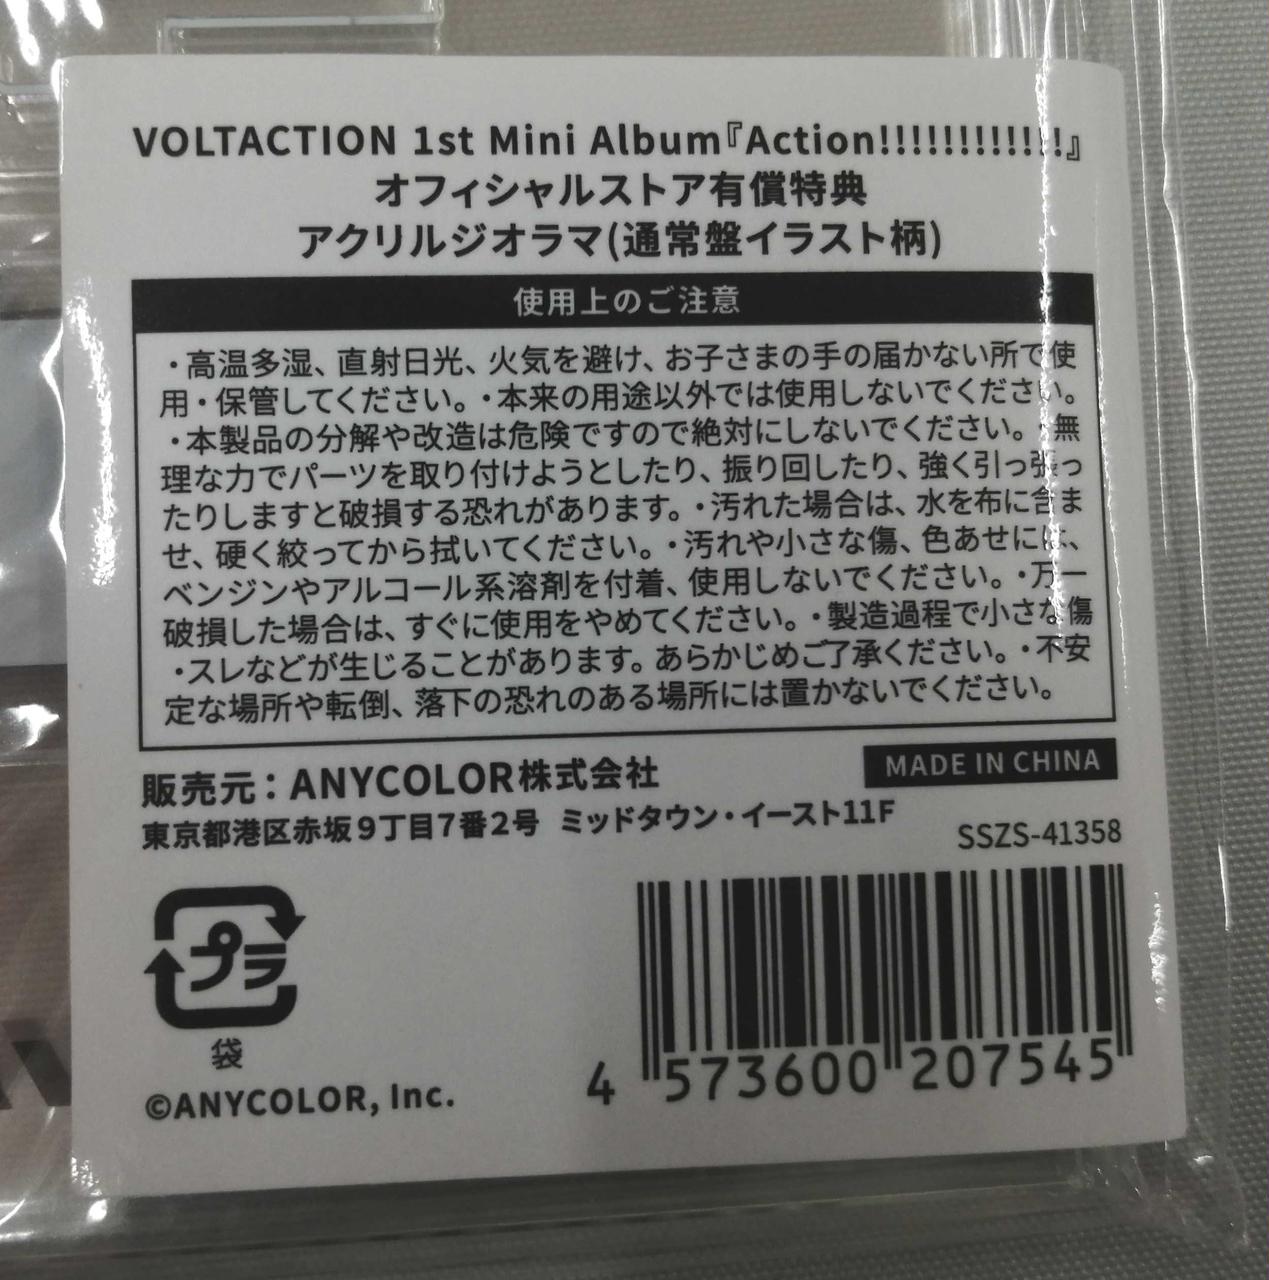 VOLTACTION 1st Mini Album『Action!!!!!!!!!!!!!』
オフィシャルストア有償特典
アクリルジオラマ(通常盤イラスト柄)
使用上のご注意
・高温多湿、直射日光、火気を避け、お子さまの手の届かない所で使
用・保管してください。・本来の用途以外では使用しないでください。
・本製品の分解や改造は危険ですので絶対にしないでください。・無
理な力でパーツを取り付けようとしたり、振り回したり、強く引っ張っ
たりしますと破損する恐れがあります。・汚れた場合は、水を布に含ま
せ、硬く絞ってから拭いてください。・汚れや小さな傷、色あせには、
ベンジンやアルコール系溶剤を付着、使用しないでください。・万一
破損した場合は、すぐに使用をやめてください。・製造過程で小さな傷
・スレなどが生じることがあります。あらかじめご了承ください。・不安
定な場所や転倒、落下の恐れのある場所には置かないでください。
販売元：ANYCOLOR株式会社
MADE IN CHINA
東京都港区赤坂9丁目7番2号 ミッドタウン・イースト11F
SSZS-41358
プラ
袋
©ANYCOLOR, Inc.
4 573600 207545